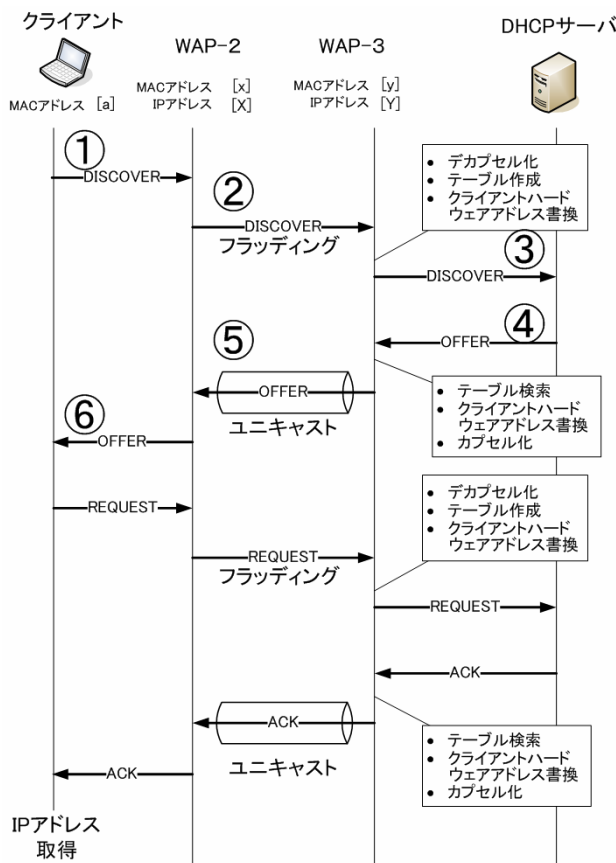 クライアント
WAP-2
WAP-3
DHCPサーバ
MACアドレス [a]
MACアドレス [x]
IPアドレス [X]
MACアドレス [y]
IPアドレス [Y]
①
DISCOVER
②
DISCOVER
フラッディング
• デカプセル化
• テーブル作成
• クライアントハード
ウェアアドレス書換
③
DISCOVER
④
OFFER
⑤
OFFER
ユニキャスト
• テーブル検索
• クライアントハード
ウェアアドレス書換
• カプセル化
⑥
OFFER
REQUEST
REQUEST
フラッディング
• デカプセル化
• テーブル作成
• クライアントハード
ウェアアドレス書換
REQUEST
ACK
ACK
ユニキャスト
• テーブル検索
• クライアントハード
ウェアアドレス書換
• カプセル化
ACK
IPアドレス
取得